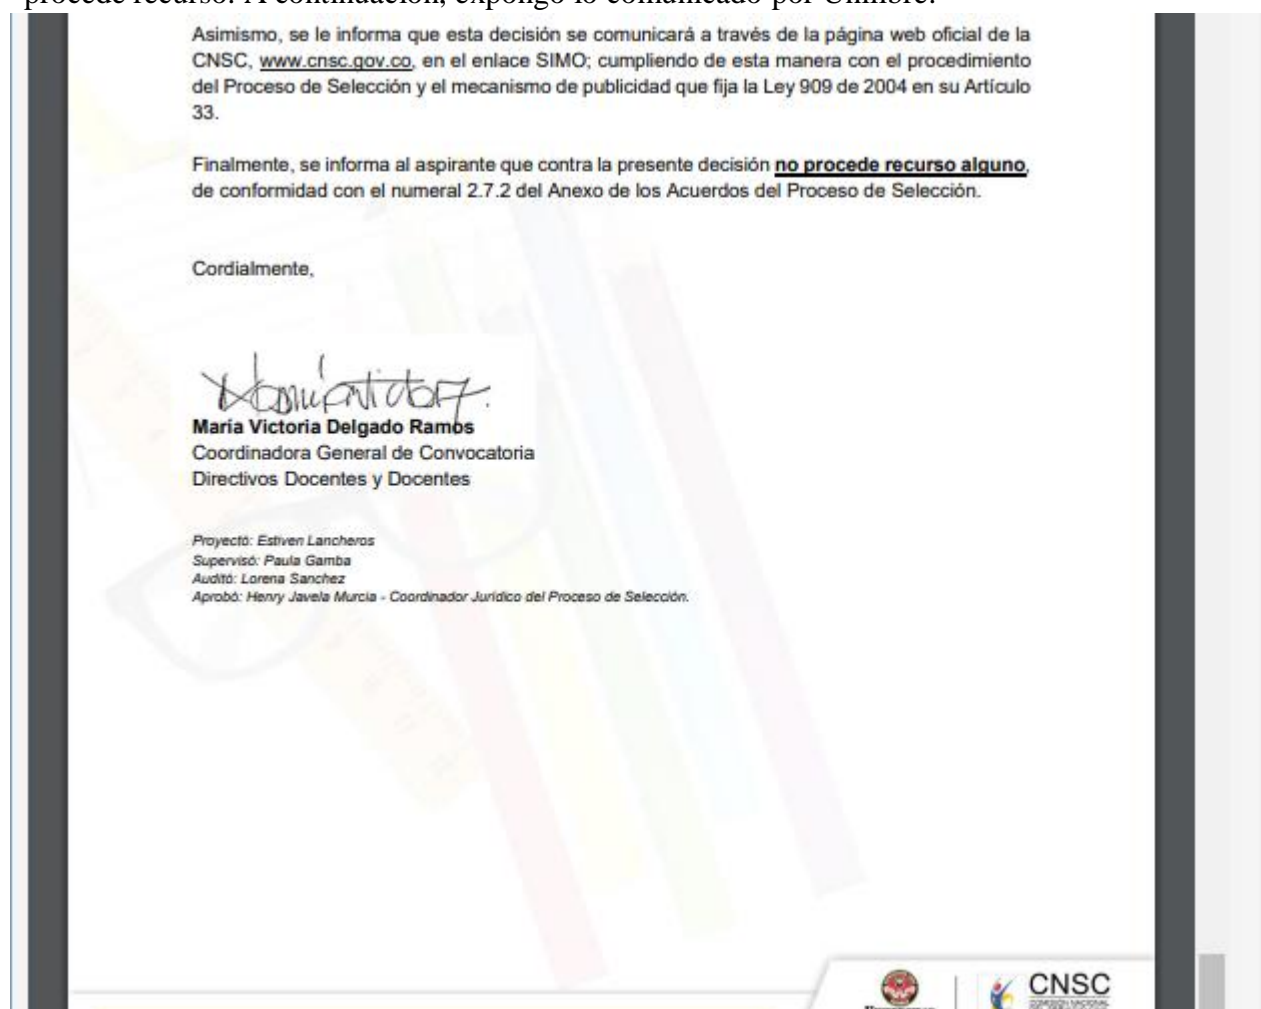 procede recurso. A continuación, expongo lo comunicado por Unilibre.
Asimismo, se le informa que esta decisión se comunicará a través de la página web oficial de la
CNSC, www.cnsc.gov.co, en el enlace SIMO; cumpliendo de esta manera con el procedimiento
del Proceso de Selección y el mecanismo de publicidad que fija la Ley 909 de 2004 en su Artículo
33.
Finalmente, se informa al aspirante que contra la presente decisión no procede recurso alguno,
de conformidad con el numeral 2.7.2 del Anexo de los Acuerdos del Proceso de Selección.
Cordialmente,
María Victoria Delgado Ramos
Coordinadora General de Convocatoria
Directivos Docentes y Docentes
Proyectó: Estiven Lancheros
Supervisó: Paula Gamba
Auditó: Lorena Sanchez
Aprobó: Henry Javela Murcia - Coordinador Jurídico del Proceso de Selección.
CNSC